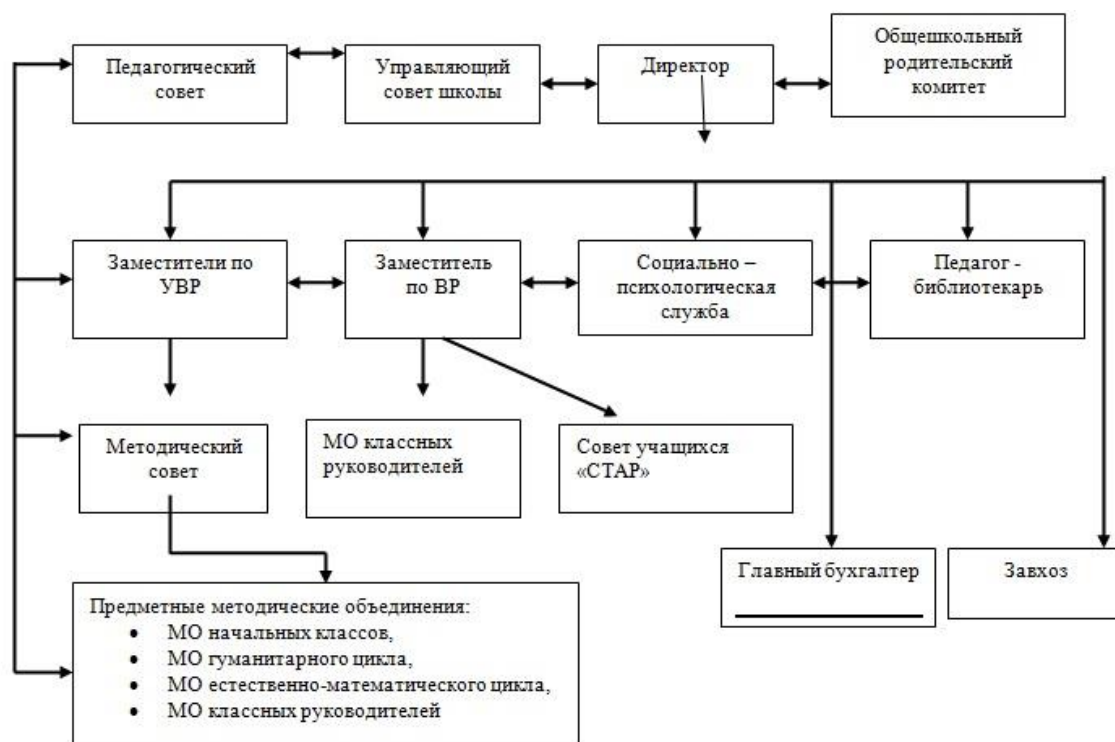 Педагогический
совет
Управляющий
совет школы
Директор
Общешкольный
родительский
комитет
Заместители по
УВР
Заместитель
по ВР
Социально –
психологическая
служба
Педагог -
библиотекарь
Методический
совет
МО классных
руководителей
Совет учащихся
«СТАР»
Главный бухгалтер
Завхоз
Предметные методические объединения:
• МО начальных классов,
• МО гуманитарного цикла,
• МО естественно-математического цикла,
• МО классных руководителей